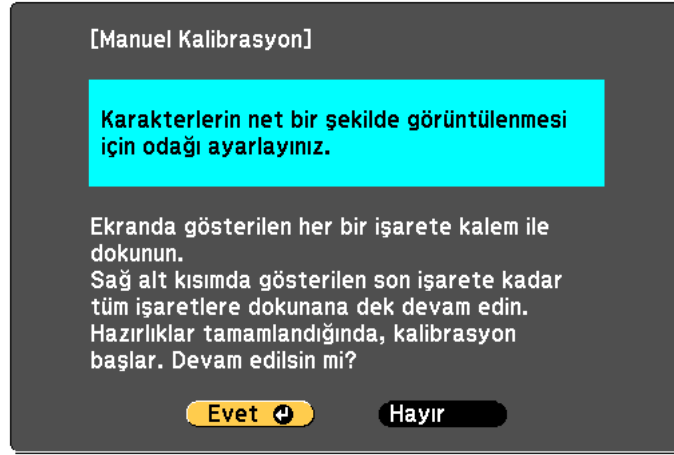 [Manuel Kalibrasyon]
Karakterlerin net bir şekilde görüntülenmesi
için odağı ayarlayınız.
Ekranda gösterilen her bir işarete kalem ile
dokunun.
Sağ alt kısımda gösterilen son işarete kadar
tüm işaretlere dokunana dek devam edin.
Hazırlıklar tamamlandığında, kalibrasyon
başlar. Devam edilsin mi?
Evet Hayır